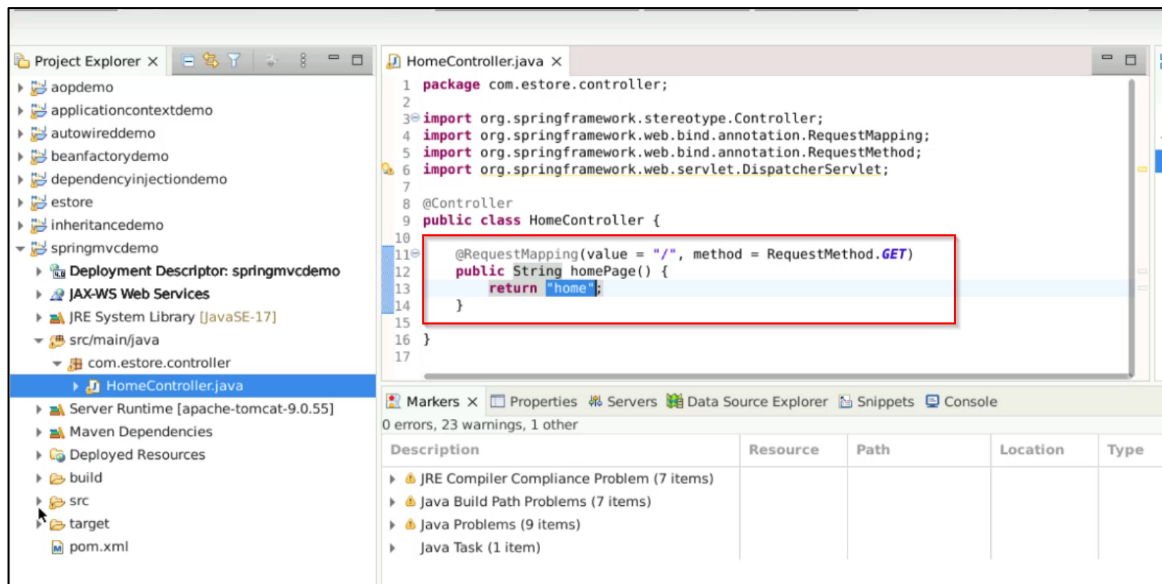 Project Explorer
aopdemo
applicationcontextdemo
autowireddemo
beanfactorydemo
dependencyinjectiondemo
estore
inheritancedemo
springmvcdemo
Deployment Descriptor: springmvcdemo
JAX-WS Web Services
JRE System Library [JavaSE-17]
src/main/java
com.estore.controller
HomeController.java
Server Runtime [apache-tomcat-9.0.55]
Maven Dependencies
Deployed Resources
build
src
target
pom.xml
HomeController.java
1 package com.estore.controller;
2
3 import org.springframework.stereotype.Controller;
4 import org.springframework.web.bind.annotation.RequestMapping;
5 import org.springframework.web.bind.annotation.RequestMethod;
6 import org.springframework.web.servlet.DispatcherServlet;
7
8 @Controller
9 public class HomeController {
10
11 @RequestMapping(value = "/", method = RequestMethod.GET)
12 public String homePage() {
13 return "home";
14 }
15
16 }
17
Markers Properties Servers Data Source Explorer Snippets Console
0 errors, 23 warnings, 1 other
Description Resource Path Location Type
JRE Compiler Compliance Problem (7 items)
Java Build Path Problems (7 items)
Java Problems (9 items)
Java Task (1 item)